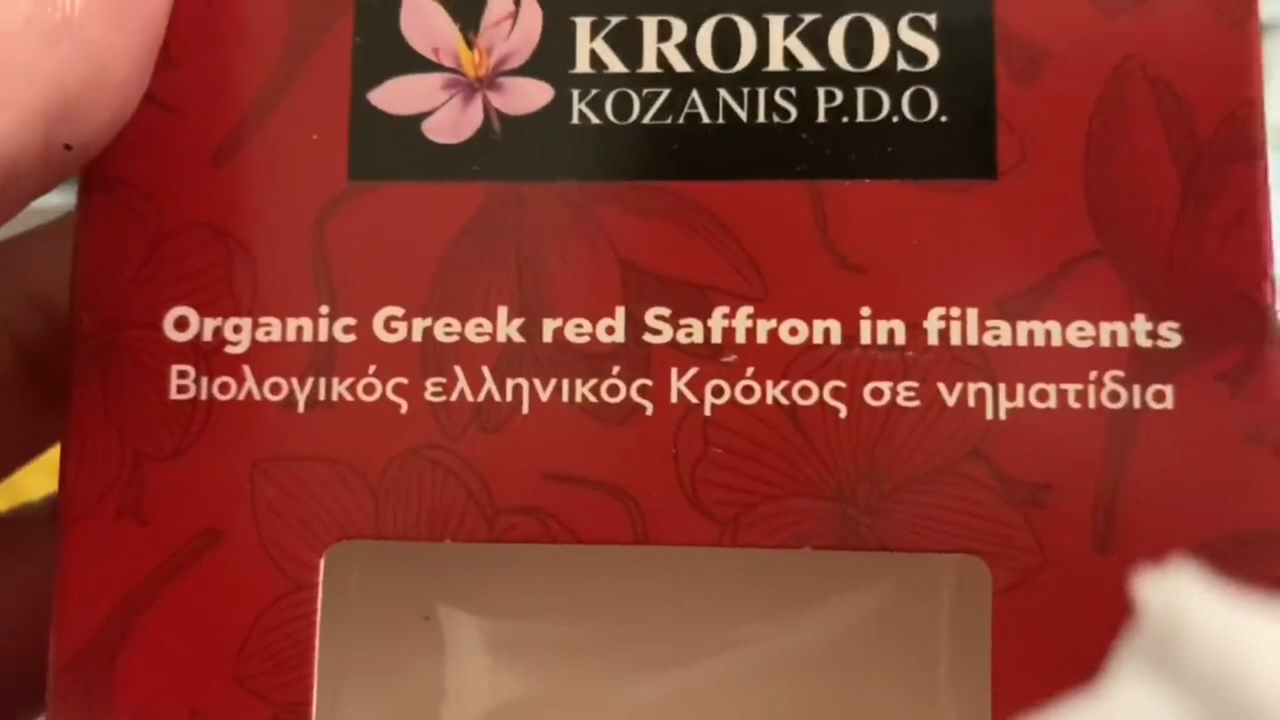 KROKOS
KOZANIS P.D.O.
Organic Greek red Saffron in filaments
Βιολογικός ελληνικός Κρόκος σε νηματίδια